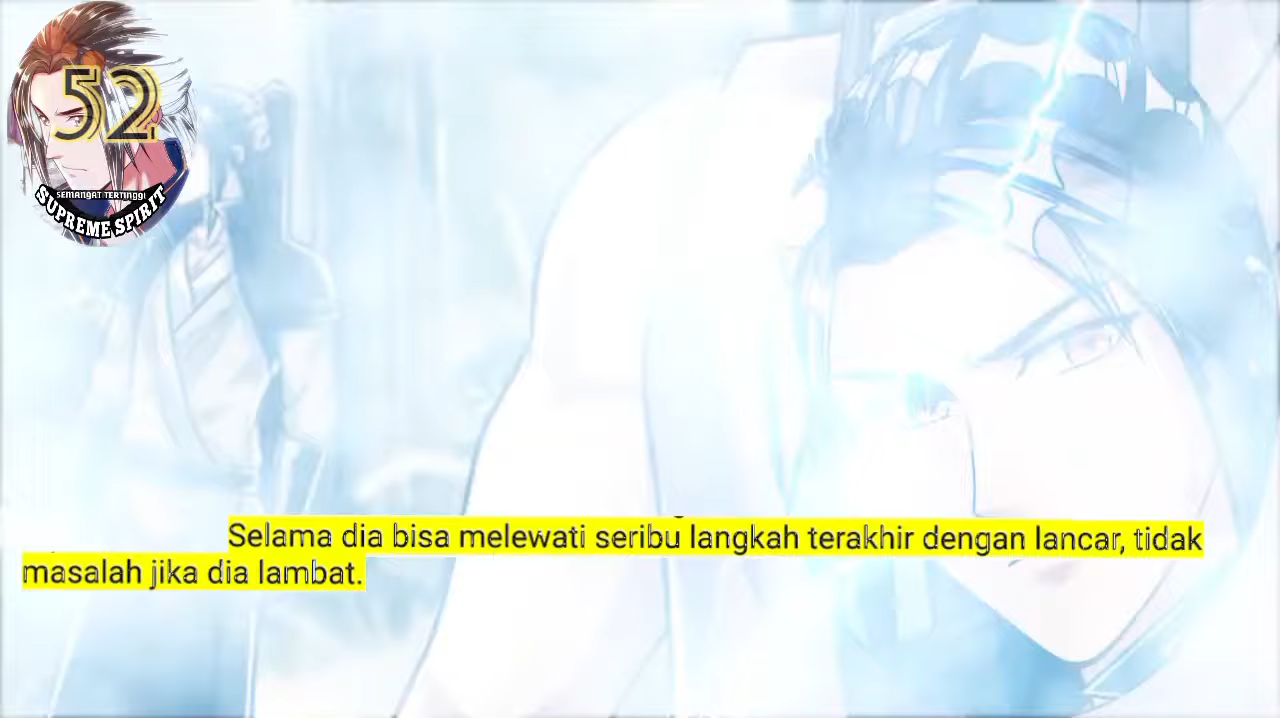 52
SEMANGAT TERTINGGI
SUPREME SPIRIT
Selama dia bisa melewati seribu langkah terakhir dengan lancar, tidak
masalah jika dia lambat.